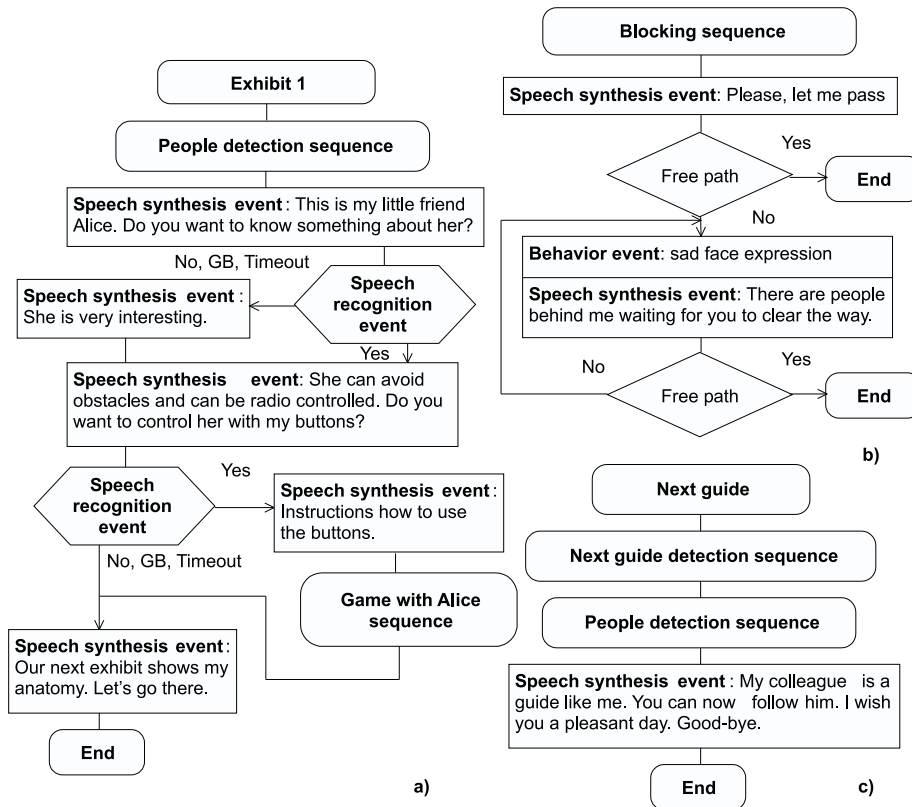 Exhibit 1
People detection sequence
Speech synthesis event: This is my little friend
Alice. Do you want to know something about her?
No, GB, Timeout
Speech
recognition
event
Speech synthesis event:
She is very interesting.
Yes
Speech synthesis event: She can avoid
obstacles and can be radio controlled. Do you
want to control her with my buttons?
Speech
recognition
event
Yes
Speech synthesis event:
Instructions how to use
the buttons.
No, GB, Timeout
Game with Alice
sequence
Speech synthesis event:
Our next exhibit shows my
anatomy. Let's go there.
End
a)
Blocking sequence
Speech synthesis event: Please, let me pass
Free path
Yes
End
No
Behavior event: sad face expression
Speech synthesis event: There are people
behind me waiting for you to clear the way.
No
Free path
Yes
End
b)
Next guide
Next guide detection sequence
People detection sequence
Speech synthesis event: My colleague is a
guide like me. You can now follow him. I wish
you a pleasant day. Good-bye.
End
c)